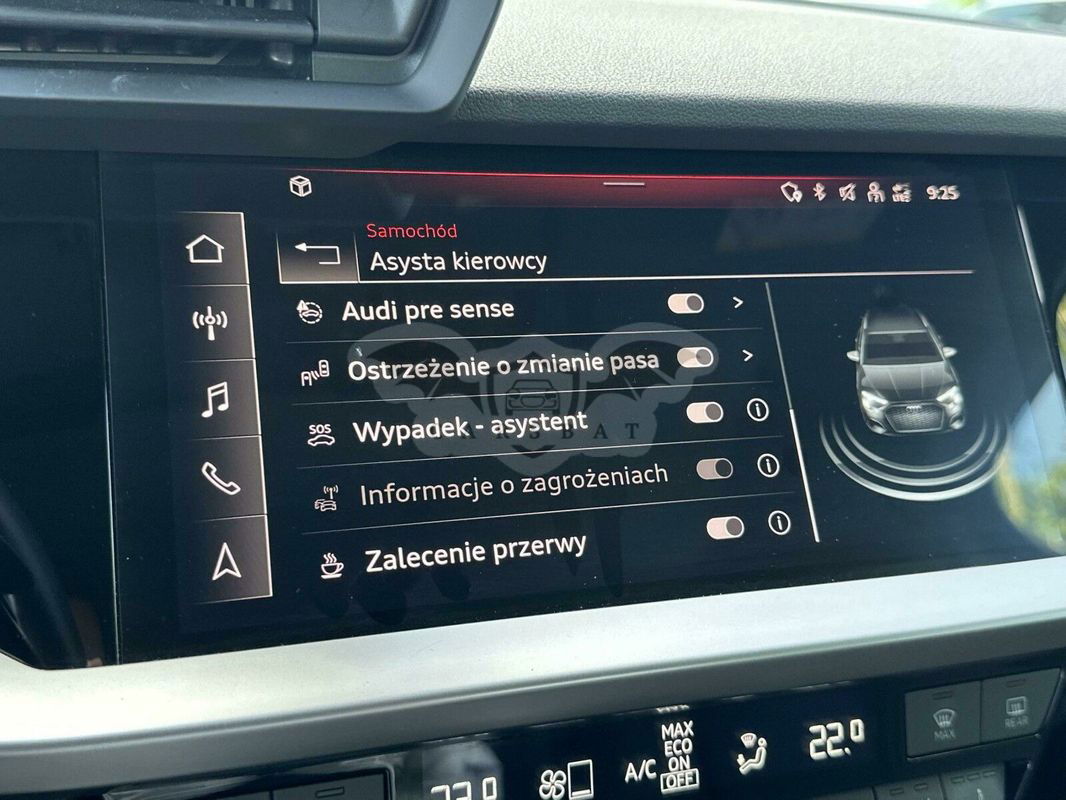 9:25
Samochód
Asysta kierowcy
Audi pre sense
Ostrzeżenie o zmianie pasa
SOS
Wypadek - asystent
Informacje o zagrożeniach
Zalecenie przerwy
MAX
ECO
A/C ON
OFF
22.0
MAX
REAR